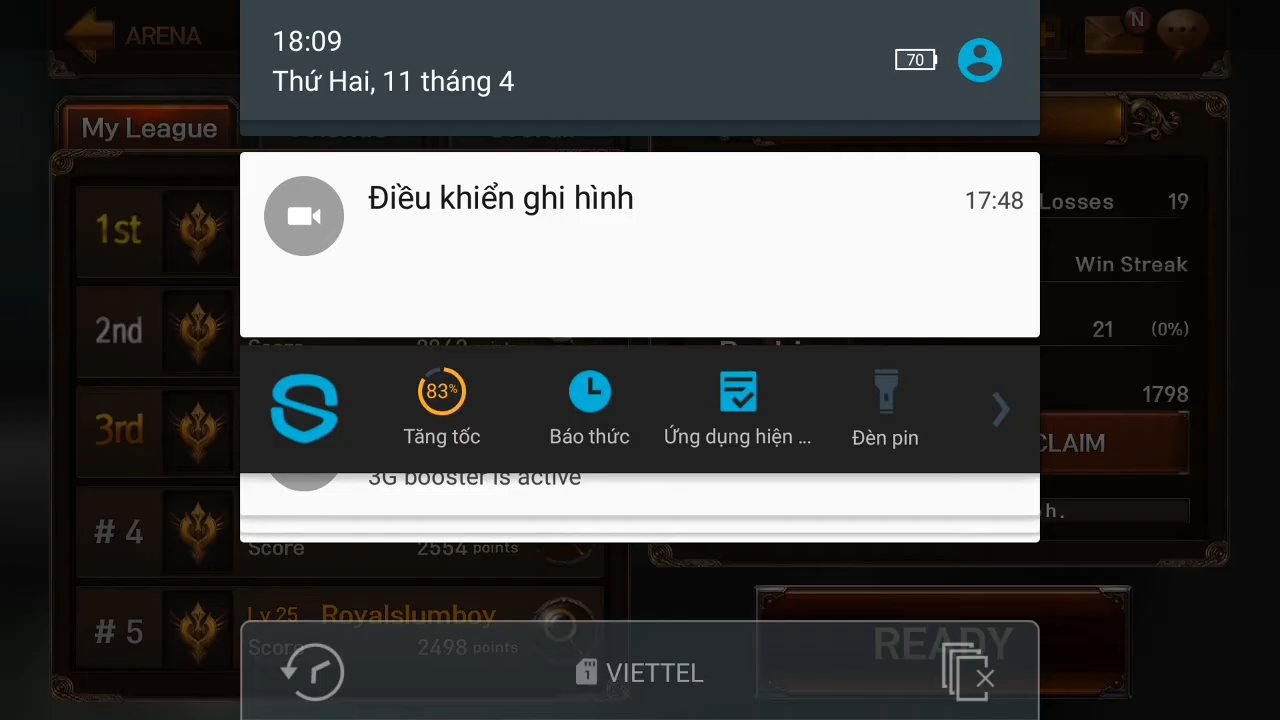 18:09
Thứ Hai, 11 tháng 4
70
ARENA
N
My League
Điều khiển ghi hình
17:48
Losses 19
Win Streak
21 (0%)
1798
CLAIM
h.
1st
2nd
3rd
# 4
# 5
83%
Tăng tốc
Báo thức
Ứng dụng hiện ...
Đèn pin
3G booster is active
Score 2554 points
Lv 25 Royalslumboy
Score 2498 points
READY
1 VIETTEL